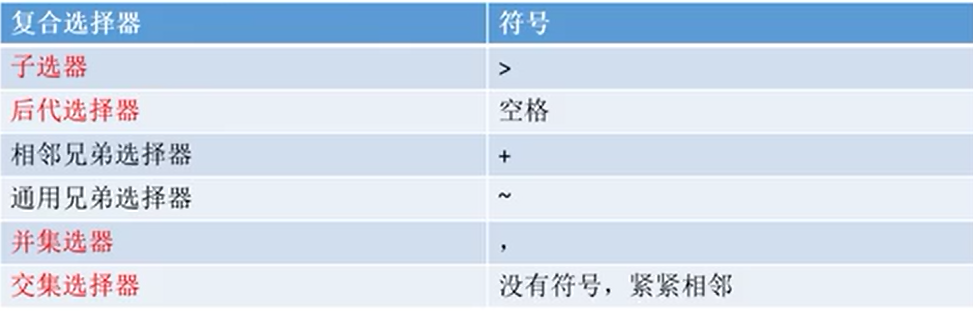 复合选择器 符号
子选器 >
后代选择器 空格
相邻兄弟选择器 +
通用兄弟选择器 ~
并集选器 ，
交集选择器 没有符号，紧紧相邻